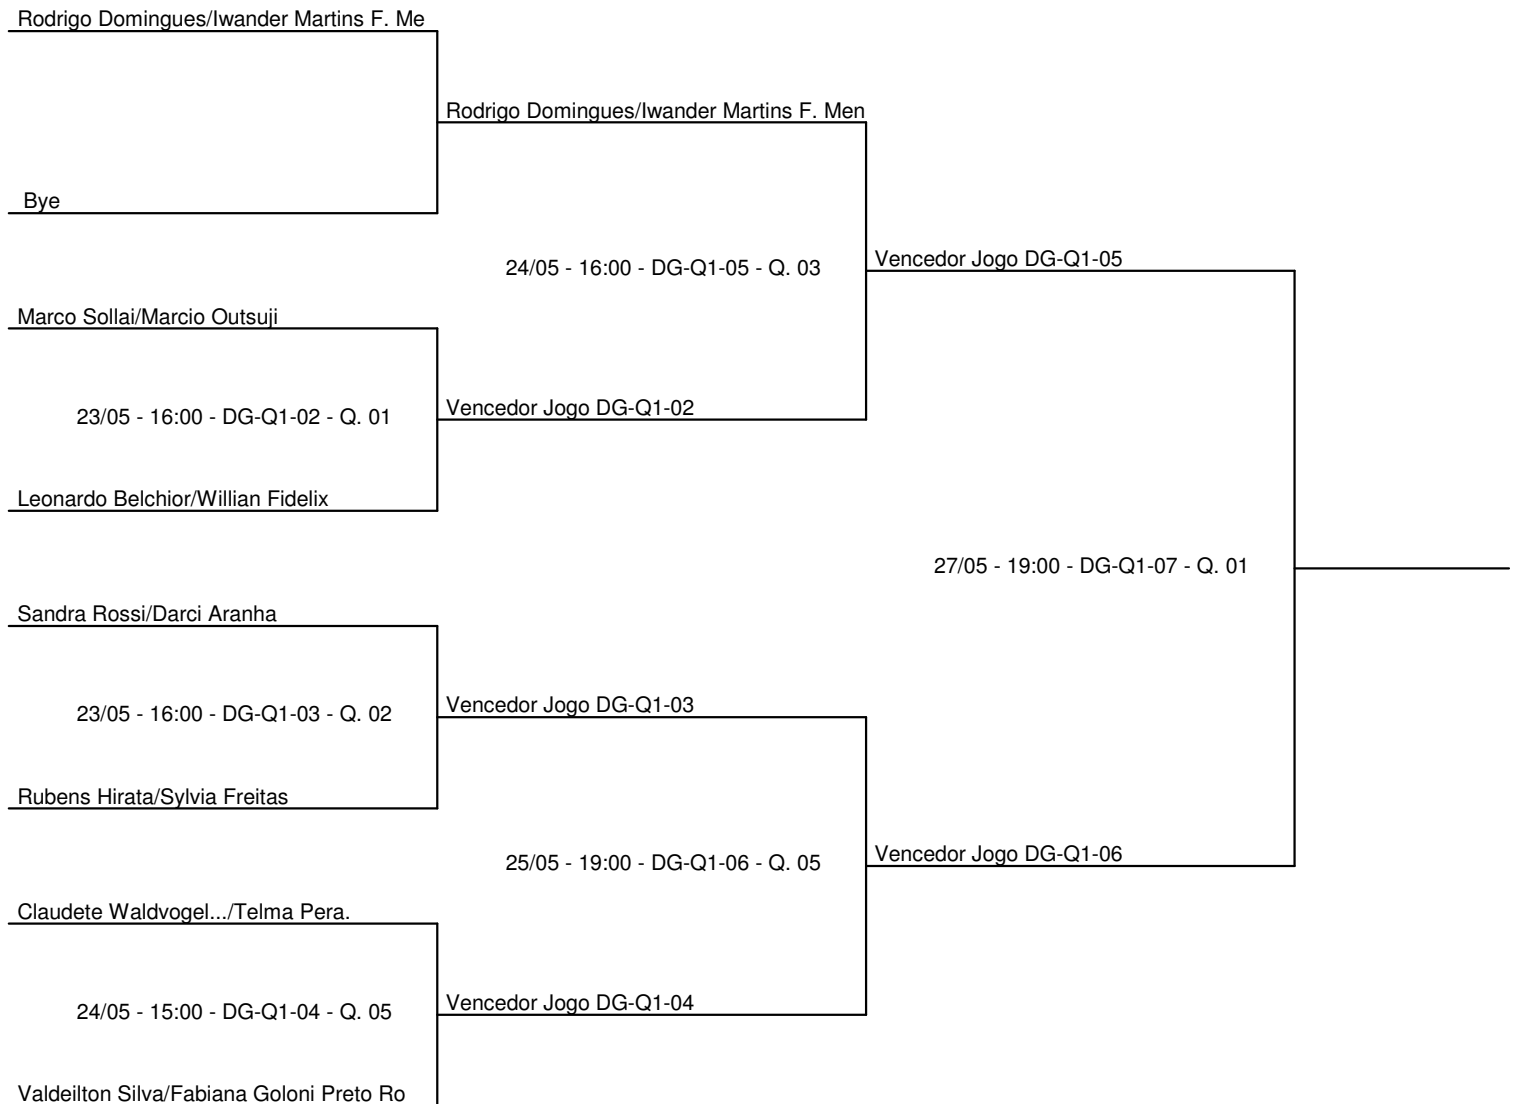 Rodrigo Domingues/Iwander Martins F. Me
Rodrigo Domingues/Iwander Martins F. Men
Bye
24/05 - 16:00 - DG-Q1-05 - Q. 03
Vencedor Jogo DG-Q1-05
Marco Sollai/Marcio Outsuji
23/05 - 16:00 - DG-Q1-02 - Q. 01
Vencedor Jogo DG-Q1-02
Leonardo Belchior/Willian Fidelix
27/05 - 19:00 - DG-Q1-07 - Q. 01
Sandra Rossi/Darci Aranha
23/05 - 16:00 - DG-Q1-03 - Q. 02
Vencedor Jogo DG-Q1-03
Rubens Hirata/Sylvia Freitas
25/05 - 19:00 - DG-Q1-06 - Q. 05
Vencedor Jogo DG-Q1-06
Claudete Waldvogel.../Telma Pera.
24/05 - 15:00 - DG-Q1-04 - Q. 05
Vencedor Jogo DG-Q1-04
Valdeilton Silva/Fabiana Goloni Preto Ro